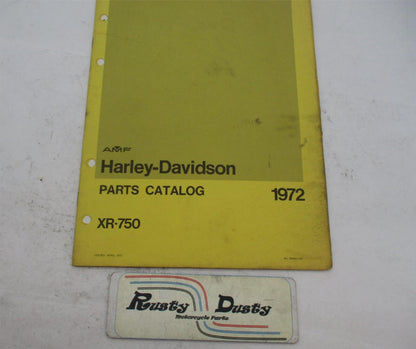 AMF
Harley-Davidson
PARTS CATALOG 1972
XR-750
Rusty Dusty
Motorcycle Parts